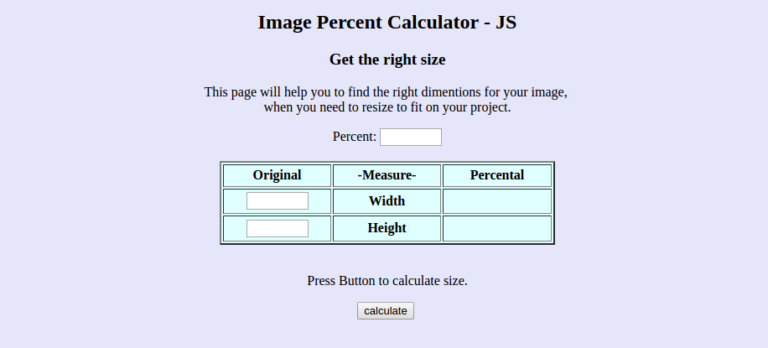 Image Percent Calculator - JS
Get the right size
This page will help you to find the right dimentions for your image,
when you need to resize to fit on your project.
Percent:
Original -Measure- Percental
Width
Height
Press Button to calculate size.
calculate